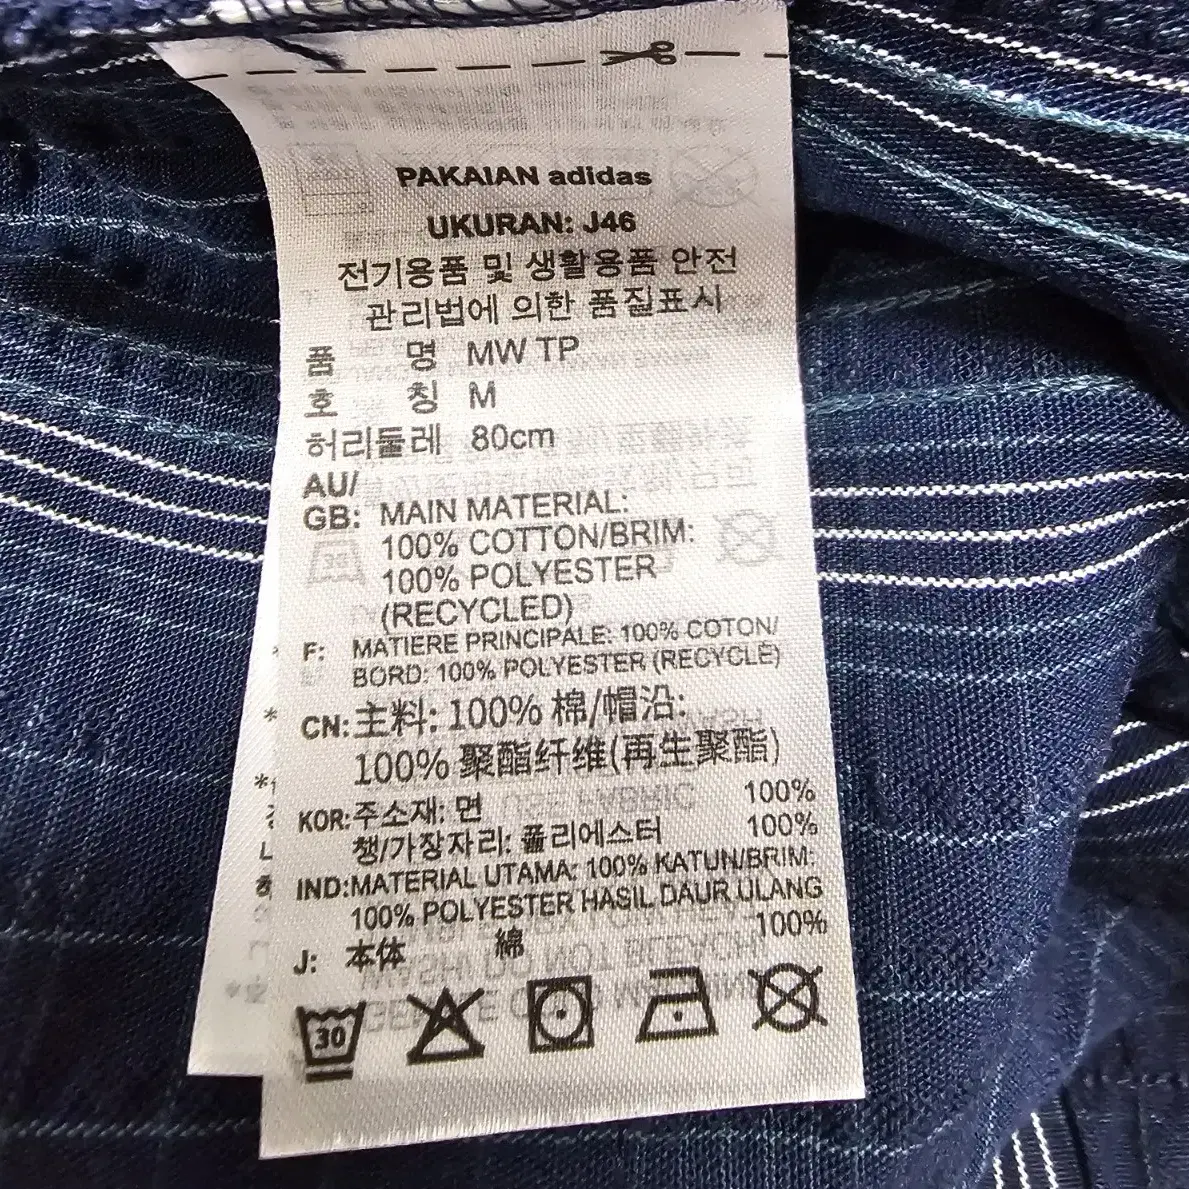 PAKAIAN adidas
UKURAN: J46
전기용품 및 생활용품 안전
관리법에 의한 품질표시
품 명 MW TP
호 칭 M
허리둘레 80cm
AU/
GB: MAIN MATERIAL:
100% COTTON/BRIM:
100% POLYESTER
(RECYCLED)
F: MATIERE PRINCIPALE: 100% COTON/
BORD: 100% POLYESTER (RECYCLÉ)
CN: 主料: 100% 棉/帽沿:
100% 聚酯纤维(再生聚酯)
KOR: 주소재: 면 100%
챙/가장자리: 폴리에스터 100%
IND: MATERIAL UTAMA: 100% KATUN/BRIM:
100% POLYESTER HASIL DAUR ULANG
J: 本体 綿 100%
30